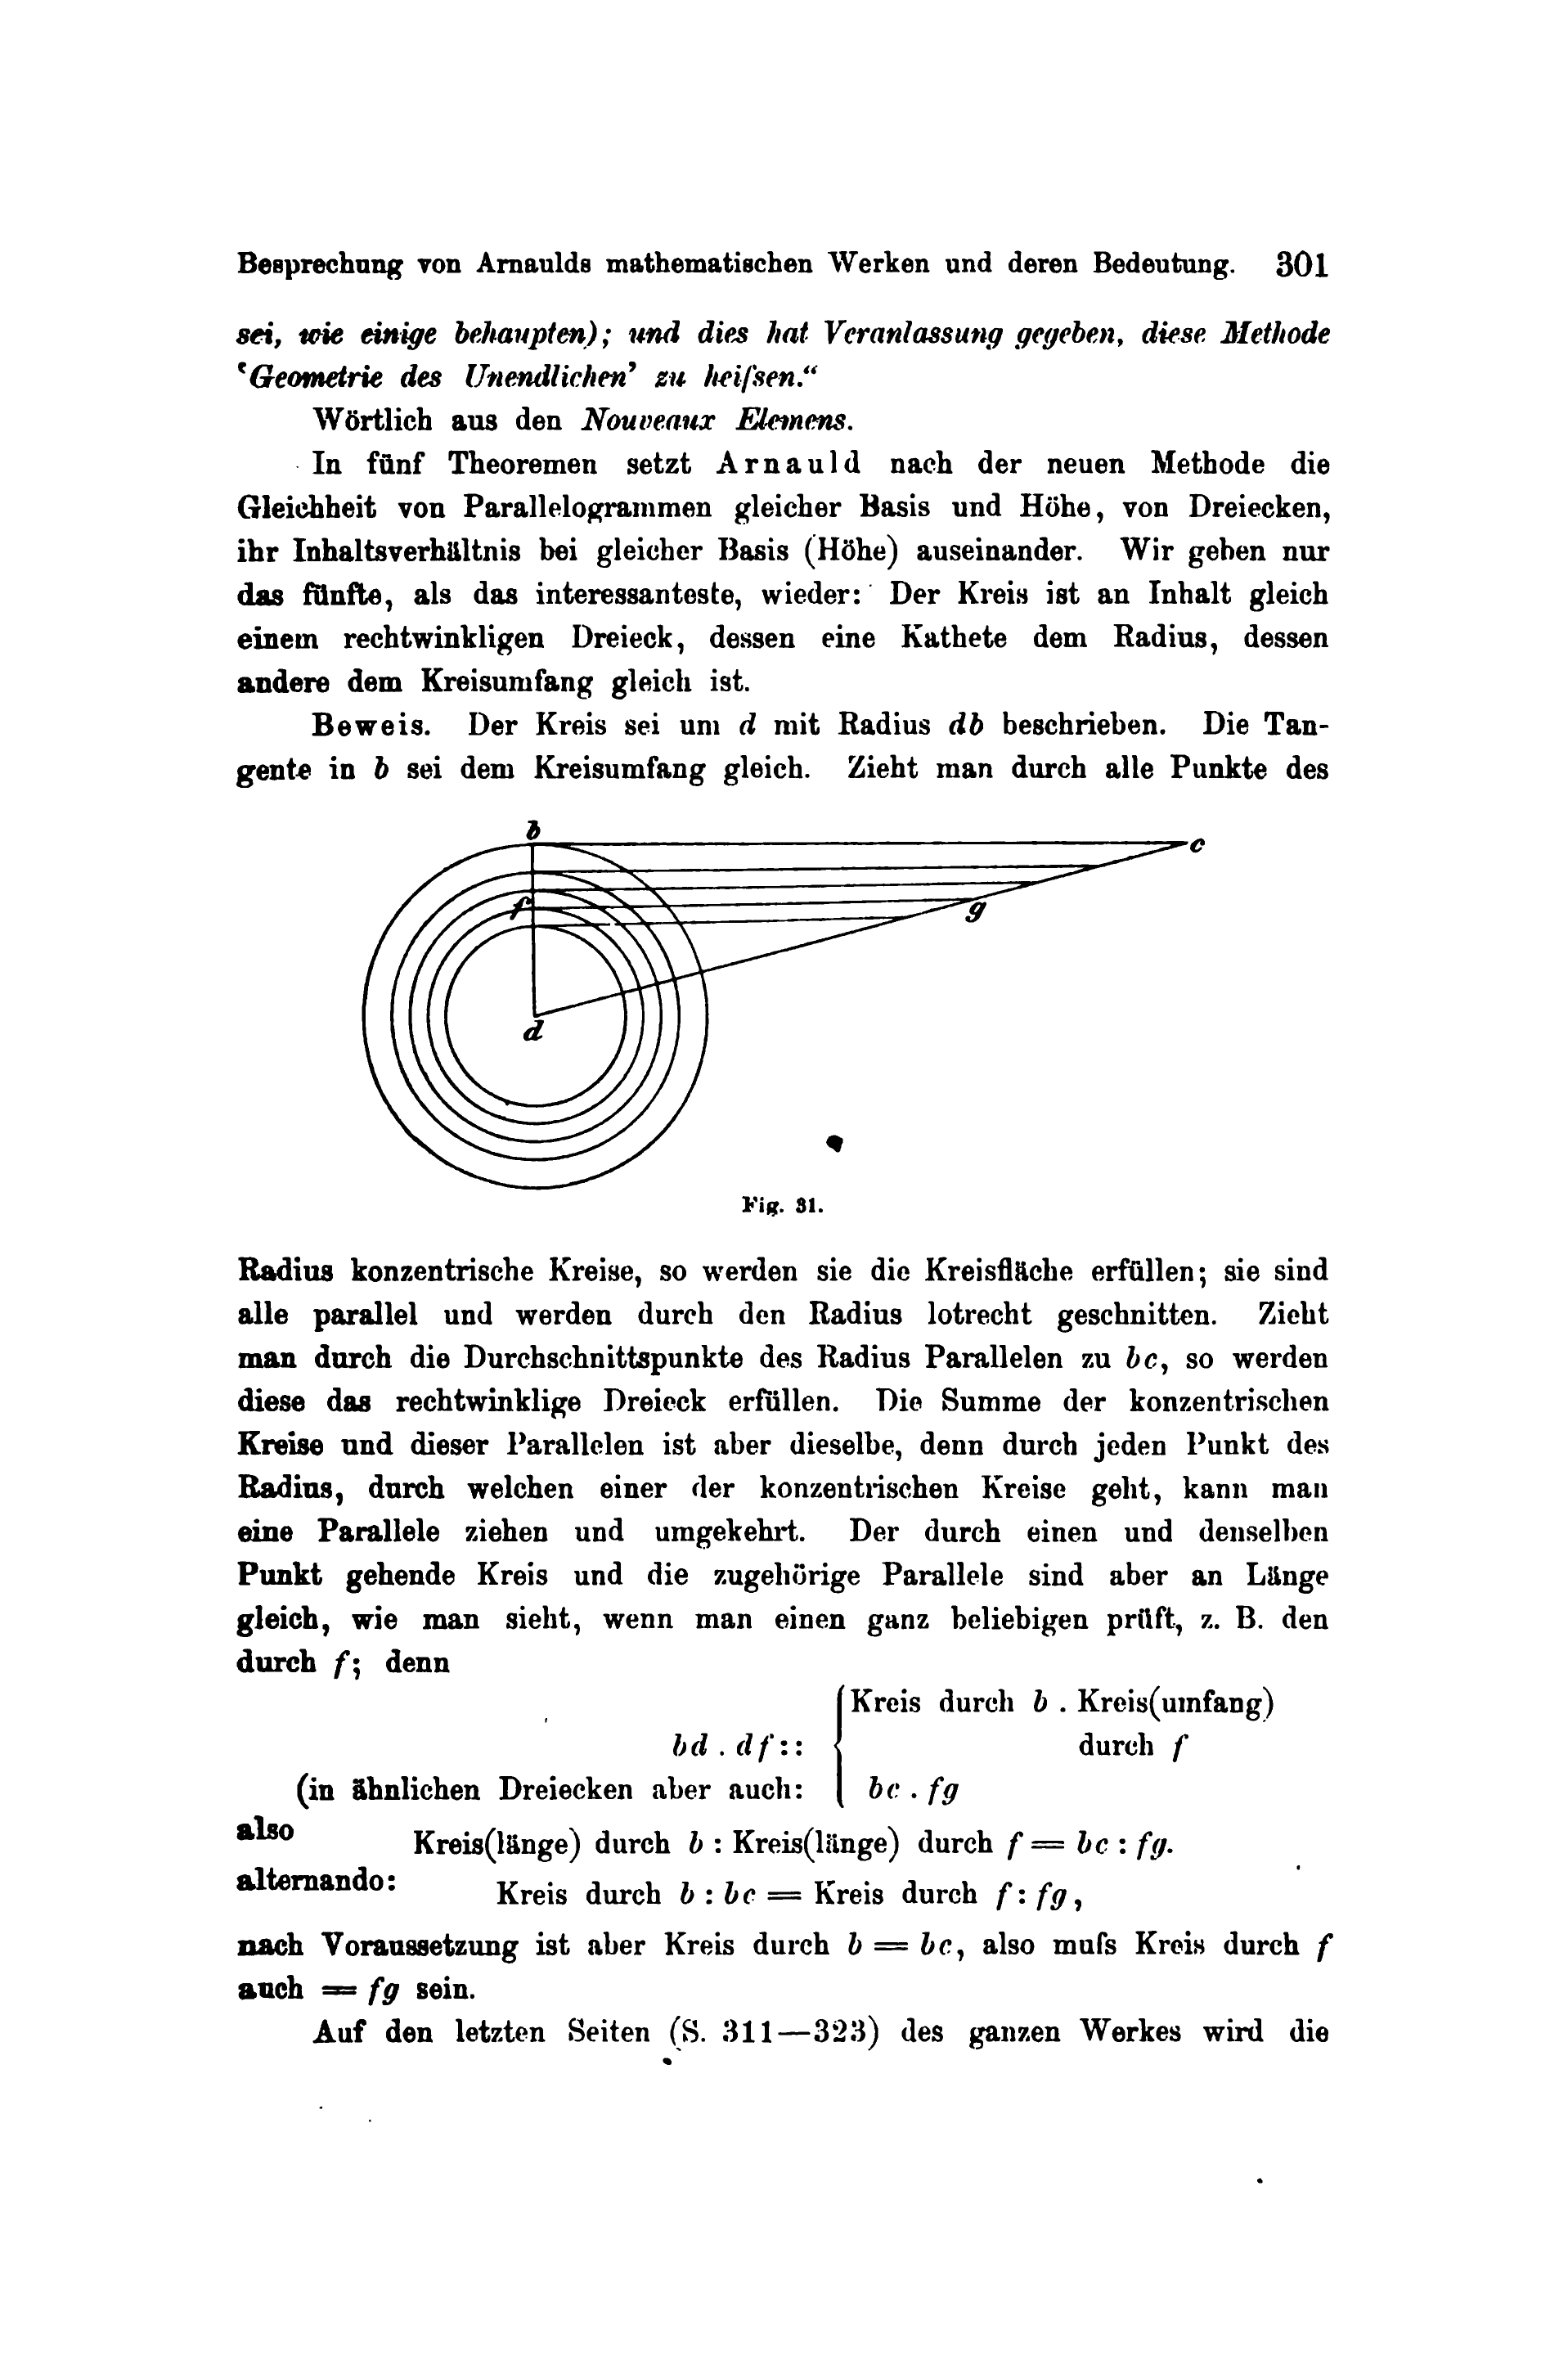 Besprechung von Arnaulds mathematischen Werken und deren Bedeutung. 301
sei, wie einige behaupten); und dies hat Veranlassung gegeben, diese Methode
‘Geometrie des Unendlichen’ zu heiſsen.“
Wörtlich aus den Nouveaux Elemens.
In fünf Theoremen setzt Arnauld nach der neuen Methode die
Gleichheit von Parallelogrammen gleicher Basis und Höhe, von Dreiecken,
ihr Inhaltsverhältnis bei gleicher Basis (Höhe) auseinander. Wir geben nur
das fünfte, als das interessanteste, wieder: Der Kreis ist an Inhalt gleich
einem rechtwinkligen Dreieck, dessen eine Kathete dem Radius, dessen
andere dem Kreisumfang gleich ist.
Beweis. Der Kreis sei um d mit Radius db beschrieben. Die Tan-
gente in b sei dem Kreisumfang gleich. Zieht man durch alle Punkte des
b
c
f
g
d
Fig. 31.
Radius konzentrische Kreise, so werden sie die Kreisfläche erfüllen; sie sind
alle parallel und werden durch den Radius lotrecht geschnitten. Zieht
man durch die Durchschnittspunkte des Radius Parallelen zu bc, so werden
diese das rechtwinklige Dreieck erfüllen. Die Summe der konzentrischen
Kreise und dieser Parallelen ist aber dieselbe, denn durch jeden Punkt des
Radius, durch welchen einer der konzentrischen Kreise geht, kann man
eine Parallele ziehen und umgekehrt. Der durch einen und denselben
Punkt gehende Kreis und die zugehörige Parallele sind aber an Länge
gleich, wie man sieht, wenn man einen ganz beliebigen prüft, z. B. den
durch f; denn
Kreis durch b . Kreis(umfang)
bd . df :: durch f
(in ähnlichen Dreiecken aber auch: bc . fg
also Kreis(länge) durch b : Kreis(länge) durch f = bc : fg.
alternando: Kreis durch b : bc = Kreis durch f : fg,
nach Voraussetzung ist aber Kreis durch b = bc, also muſs Kreis durch f
auch = fg sein.
Auf den letzten Seiten (S. 311—323) des ganzen Werkes wird die